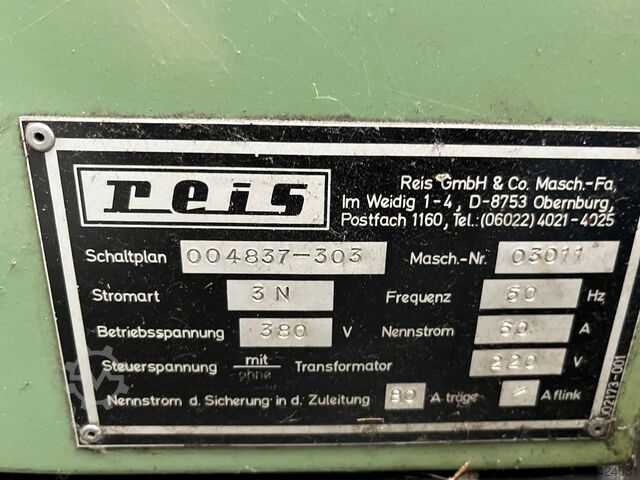 reis
Reis GmbH & Co. Masch.-Fa.
Im Weidig 1-4, D-8753 Obernburg,
Postfach 1160, Tel.: (06022) 4021-4025
Schaltplan 004837-303 Masch.-Nr. 03011
Stromart 3 N Frequenz 50 Hz
Betriebsspannung 380 V Nennstrom 60 A
Steuerspannung mit ohne Transformator 220 V
Nennstrom d. Sicherung in d. Zuleitung 80 A träge A flink
02173-001